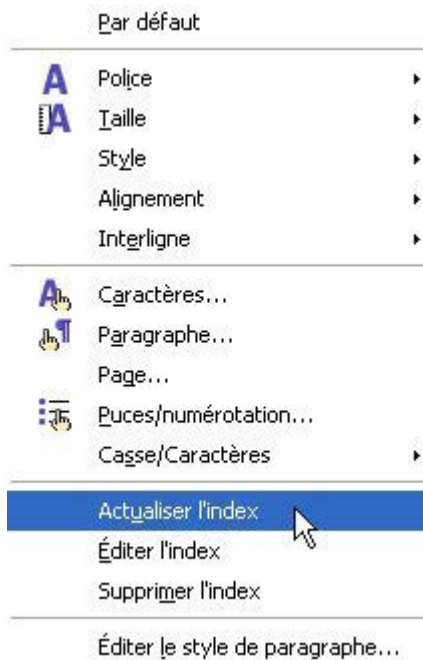 Par défaut
Police
Taille
Style
Alignement
Interligne
Caractères...
Paragraphe...
Page...
Puces/numérotation...
Casse/Caractères
Actualiser l'index
Éditer l'index
Supprimer l'index
Éditer le style de paragraphe...